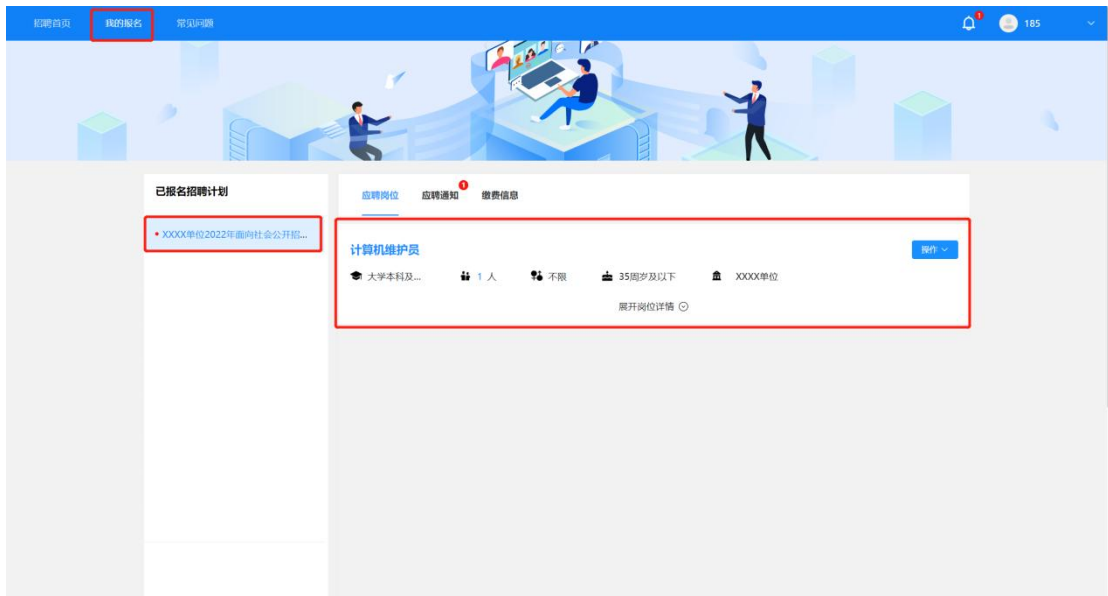 招聘首页 我的报名 常见问题 1 185
已报名招聘计划
应聘岗位 应聘通知 1 缴费信息
XXXX单位2022年面向社会公开招...
计算机维护员 操作
大学本科及... 1 人 不限 35周岁及以下 XXXX单位
展开岗位详情